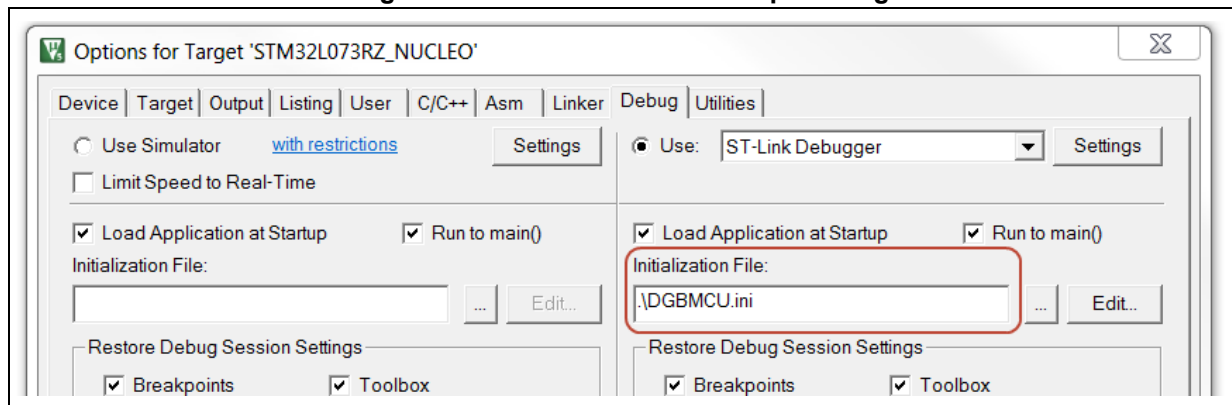 Options for Target 'STM32L073RZ_NUCLEO'
Device Target Output Listing User C/C++ Asm Linker Debug Utilities
Use Simulator with restrictions Settings Use: ST-Link Debugger Settings
Limit Speed to Real-Time
Load Application at Startup Run to main() Load Application at Startup Run to main()
Initialization File: Initialization File:
... Edit... .\DGBMCU.ini ... Edit...
Restore Debug Session Settings Restore Debug Session Settings
Breakpoints Toolbox Breakpoints Toolbox